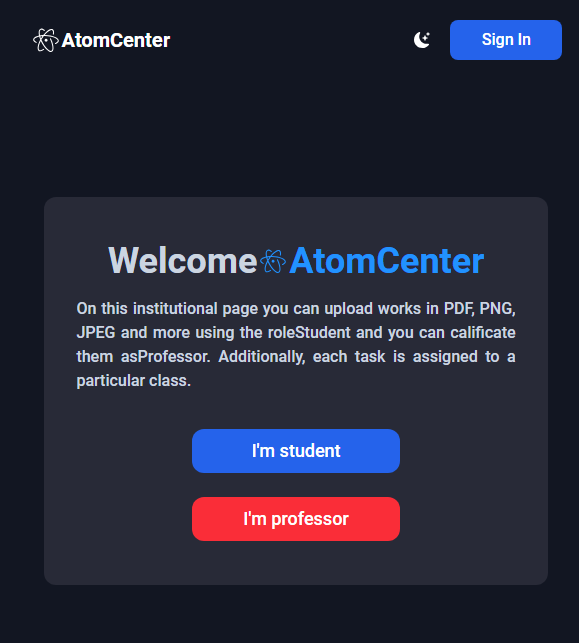 AtomCenter
Sign In
Welcome AtomCenter
On this institutional page you can upload works in PDF, PNG,
JPEG and more using the roleStudent and you can calificate
them asProfessor. Additionally, each task is assigned to a
particular class.
I'm student
I'm professor